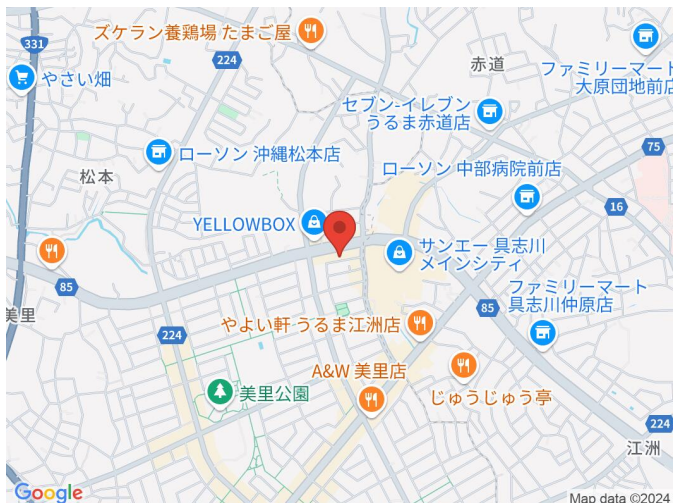 ズケラン養鶏場 たまご屋
331
やさい畑
224
赤道
ファミリーマート
大原団地前店
セブン-イレブン
うるま赤道店
75
ローソン 沖縄松本店
ローソン 中部病院前店
松本
16
YELLOWBOX
サンエー 具志川
メインシティ
85
ファミリーマート
具志川仲原店
85
美里
やよい軒 うるま江洲店
224
A&W 美里店
じゅうじゅう亭
美里公園
224
江洲
Google
Map data ©2024